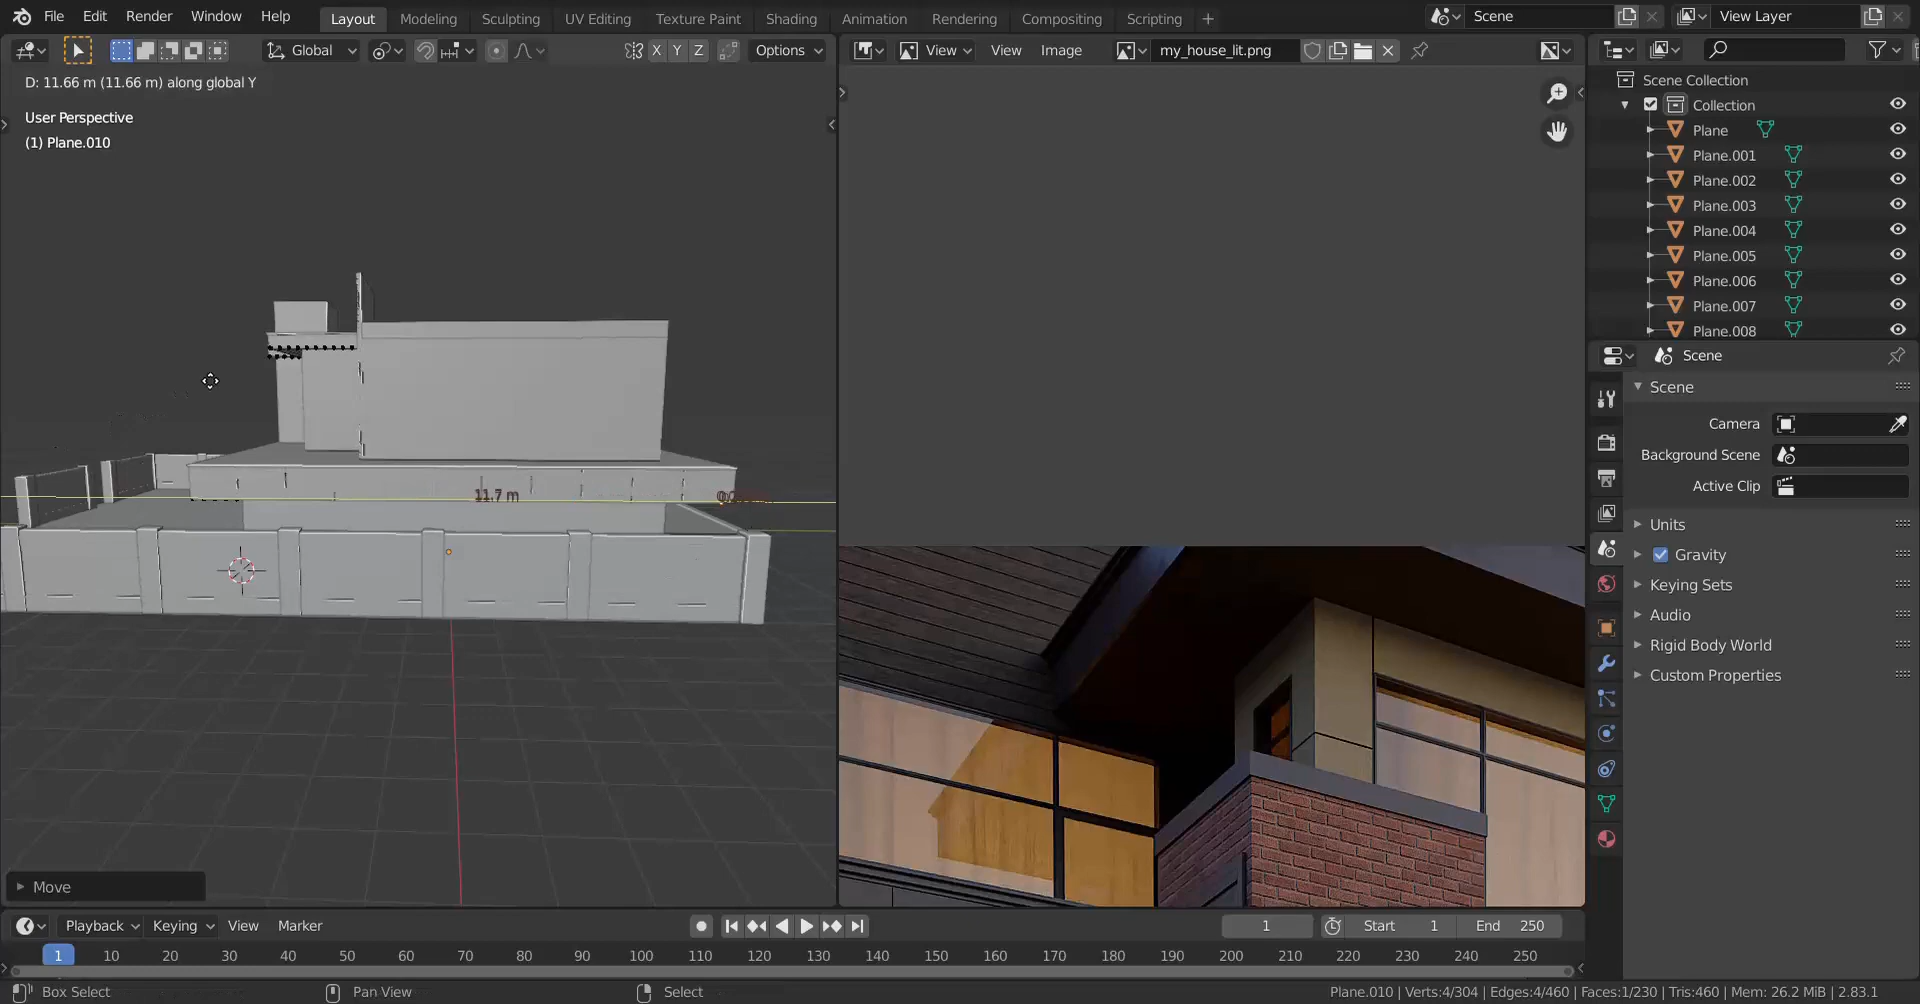 File Edit Render Window Help Layout Modeling Sculpting UV Editing Texture Paint Shading Animation Rendering Compositing Scripting + Scene View Layer
Global X Y Z Options View View Image my_house_lit.png
D: 11.66 m (11.66 m) along global Y
User Perspective
(1) Plane.010
11.7 m
Move
Scene Collection
Collection
Plane
Plane.001
Plane.002
Plane.003
Plane.004
Plane.005
Plane.006
Plane.007
Plane.008
Scene
Scene
Camera
Background Scene
Active Clip
Units
Gravity
Keying Sets
Audio
Rigid Body World
Custom Properties
Playback Keying View Marker 1 Start 1 End 250
1 10 20 30 40 50 60 70 80 90 100 110 120 130 140 150 160 170 180 190 200 210 220 230 240 250
Box Select Pan View Select Plane.010 | Verts:4/304 | Edges:4/460 | Faces:1/230 | Tris:460 | Mem: 26.2 MiB | 2.83.1